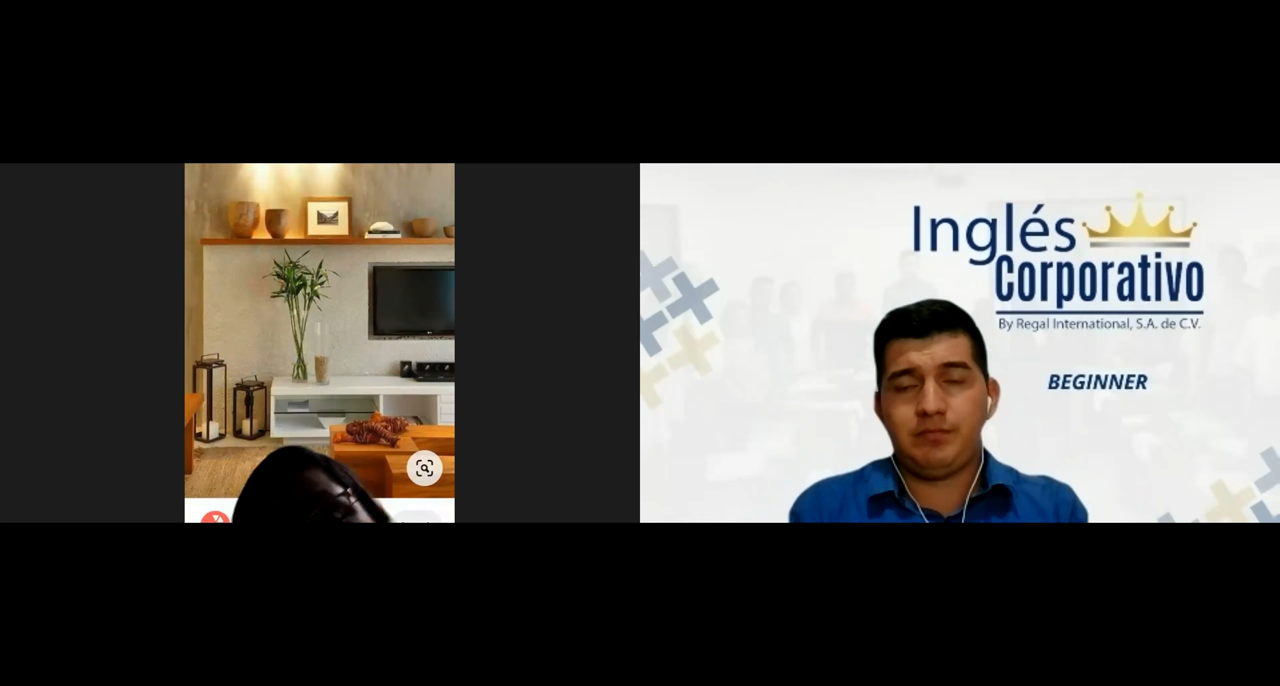 Inglés
Corporativo
By Regal International, S.A. de C.V.
BEGINNER